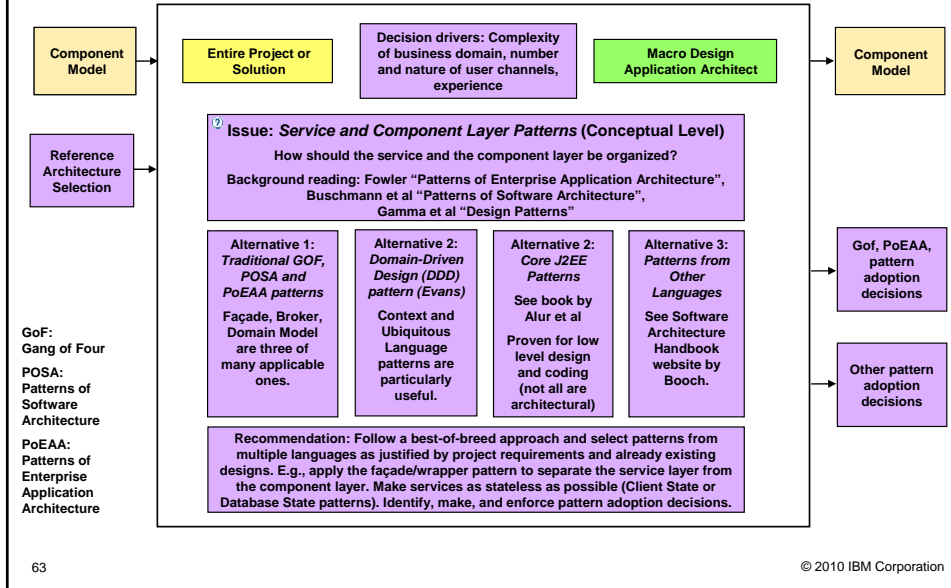 Component
Model
Entire Project or
Solution
Decision drivers: Complexity
of business domain, number
and nature of user channels,
experience
Macro Design
Application Architect
Component
Model
Reference
Architecture
Selection
Issue: Service and Component Layer Patterns (Conceptual Level)
How should the service and the component layer be organized?
Background reading: Fowler “Patterns of Enterprise Application Architecture”,
Buschmann et al “Patterns of Software Architecture”,
Gamma et al “Design Patterns”
Alternative 1:
Traditional GOF,
POSA and
PoEAA patterns
Façade, Broker,
Domain Model
are three of
many applicable
ones.
Alternative 2:
Domain-Driven
Design (DDD)
pattern (Evans)
Context and
Ubiquitous
Language
patterns are
particularly
useful.
Alternative 2:
Core J2EE
Patterns
See book by
Alur et al
Proven for low
level design
and coding
(not all are
architectural)
Alternative 3:
Patterns from
Other
Languages
See Software
Architecture
Handbook
website by
Booch.
Gof, PoEAA,
pattern
adoption
decisions
Other pattern
adoption
decisions
GoF:
Gang of Four
POSA:
Patterns of
Software
Architecture
PoEAA:
Patterns of
Enterprise
Application
Architecture
Recommendation: Follow a best-of-breed approach and select patterns from
multiple languages as justified by project requirements and already existing
designs. E.g., apply the façade/wrapper pattern to separate the service layer from
the component layer. Make services as stateless as possible (Client State or
Database State patterns). Identify, make, and enforce pattern adoption decisions.
63
© 2010 IBM Corporation